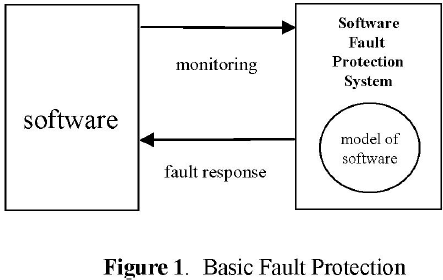 software
monitoring
fault response
Software
Fault
Protection
System
model of
software
Figure 1. Basic Fault Protection